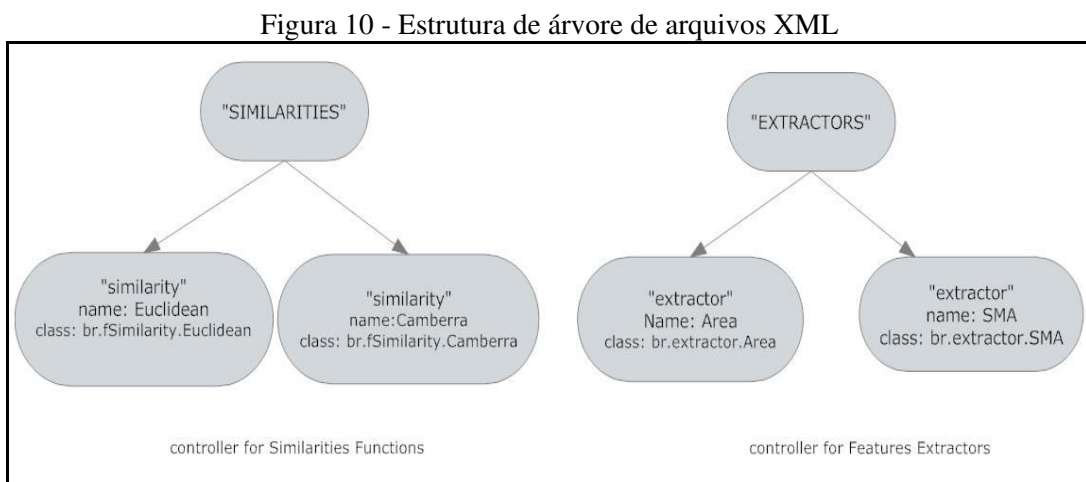 Figura 10 - Estrutura de árvore de arquivos XML
"SIMILARITIES"
"similarity"
name: Euclidean
class: br.fSimilarity.Euclidean
"similarity"
name:Camberra
class: br.fSimilarity.Camberra
controller for Similarities Functions
"EXTRACTORS"
"extractor"
Name: Area
class: br.extractor.Area
"extractor"
name: SMA
class: br.extractor.SMA
controller for Features Extractors